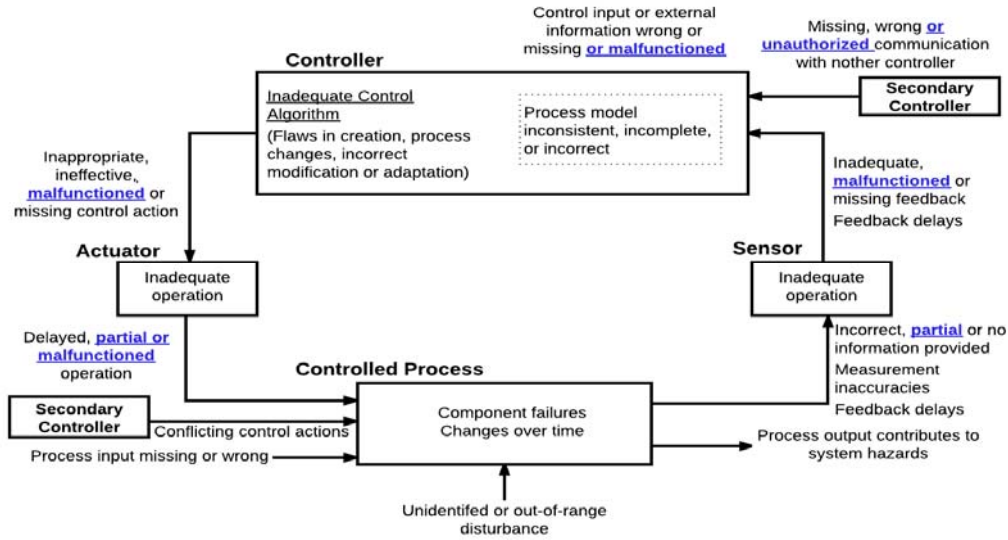 Control input or external
information wrong or
missing or malfunctioned
Missing, wrong or
unauthorized communication
with nother controller
Controller
Secondary
Controller
Inadequate Control
Algorithm
(Flaws in creation, process
changes, incorrect
modification or adaptation)
Process model
inconsistent, incomplete,
or incorrect
Inappropriate,
ineffective,
malfunctioned or
missing control action
Inadequate,
malfunctioned or
missing feedback
Feedback delays
Actuator
Inadequate
operation
Sensor
Inadequate
operation
Delayed, partial or
malfunctioned
operation
Incorrect, partial or no
information provided
Measurement
inaccuracies
Feedback delays
Controlled Process
Component failures
Changes over time
Secondary
Controller
Conflicting control actions
Process input missing or wrong
Process output contributes to
system hazards
Unidentifed or out-of-range
disturbance